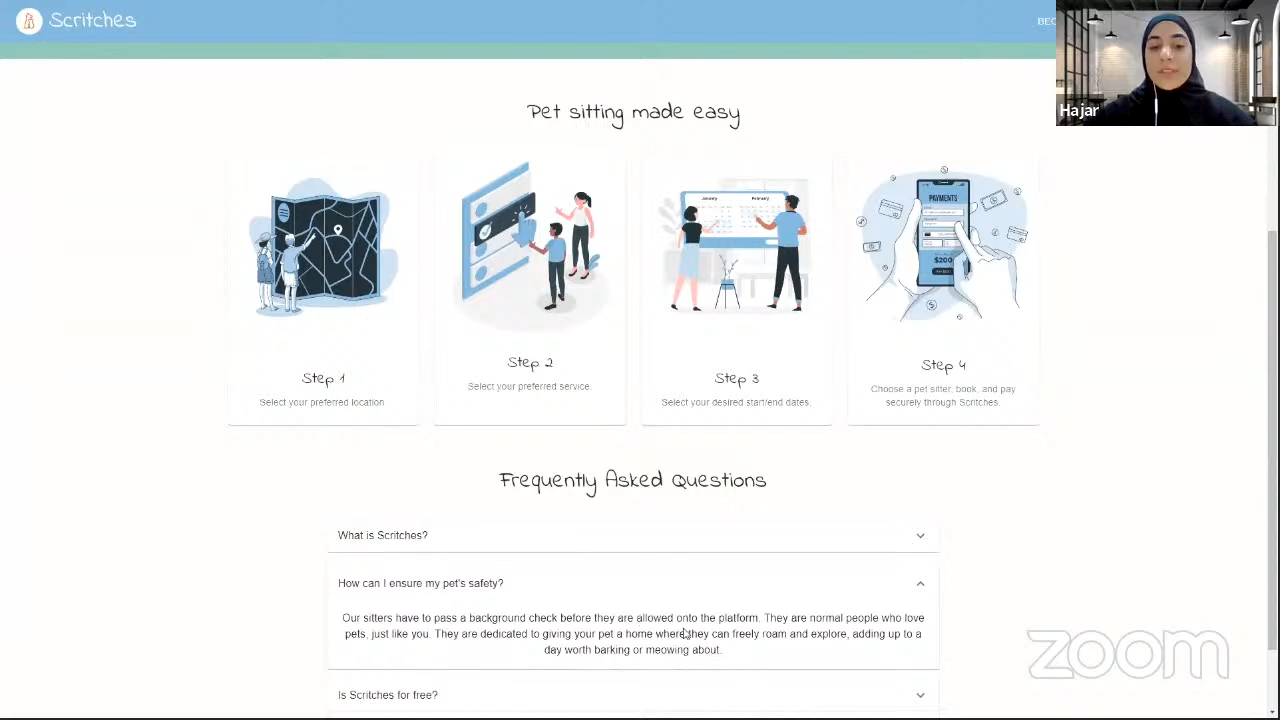 Scritches
BEC
Hajar
Pet sitting made easy
January
February
PAYMENTS
$200
Step 1
Select your preferred location
Step 2
Select your preferred service.
Step 3
Select your desired start/end dates.
Step 4
Choose a pet sitter, book, and pay
securely through Scritches.
Frequently Asked Questions
What is Scritches?
How can I ensure my pet's safety?
Our sitters have to pass a background check before they are allowed onto the platform. They are normal people who love
pets, just like you. They are dedicated to giving your pet a home where they can freely roam and explore, adding up to a
day worth barking or meowing about.
Is Scritches for free?
zoom